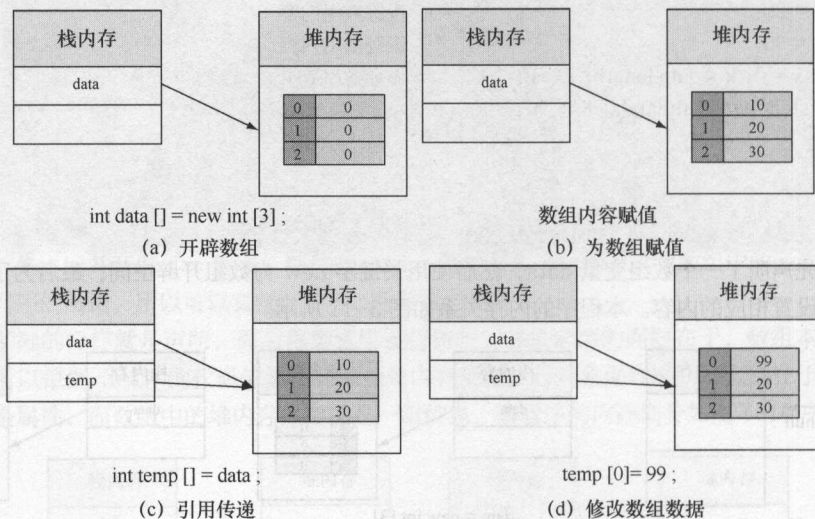 栈内存
堆内存
data
0 0
1 0
2 0
int data [] = new int [3] ;
(a) 开辟数组
栈内存
堆内存
data
0 10
1 20
2 30
数组内容赋值
(b) 为数组赋值
栈内存
堆内存
data
temp
0 10
1 20
2 30
int temp [] = data ;
(c) 引用传递
栈内存
堆内存
data
temp
0 99
1 20
2 30
temp [0]= 99 ;
(d) 修改数组数据